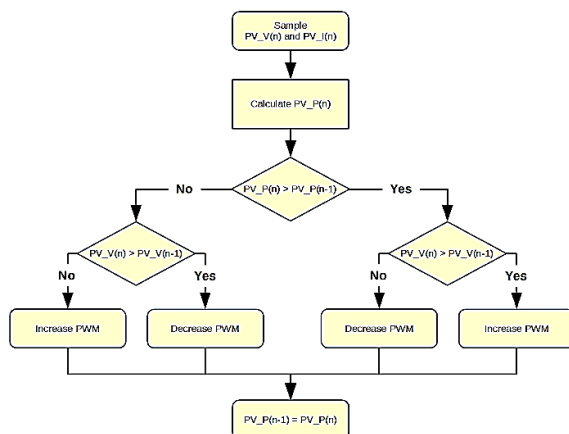 Sample
PV_V(n) and PV_I(n)
Calculate PV_P(n)
PV_P(n) > PV_P(n-1)
No
Yes
PV_V(n) > PV_V(n-1)
PV_V(n) > PV_V(n-1)
No
Yes
No
Yes
Increase PWM
Decrease PWM
Decrease PWM
Increase PWM
PV_P(n-1) = PV_P(n)